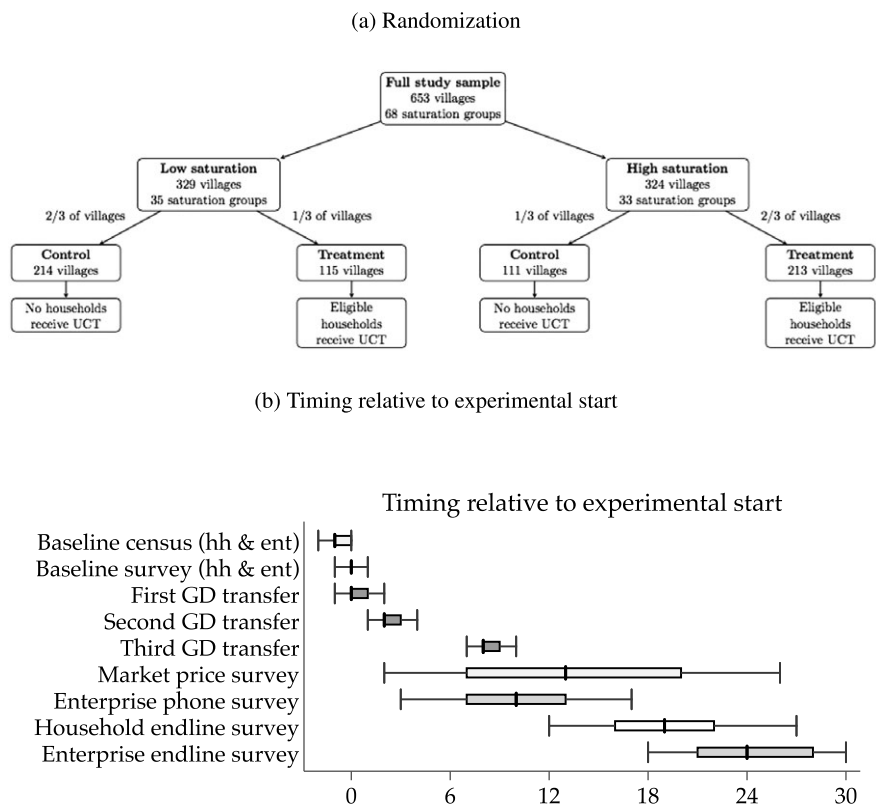 (a) Randomization
Full study sample
653 villages
68 saturation groups
Low saturation
329 villages
35 saturation groups
High saturation
324 villages
33 saturation groups
2/3 of villages
1/3 of villages
1/3 of villages
2/3 of villages
Control
214 villages
Treatment
115 villages
Control
111 villages
Treatment
213 villages
No households
receive UCT
Eligible
households
receive UCT
No households
receive UCT
Eligible
households
receive UCT
(b) Timing relative to experimental start
Timing relative to experimental start
Baseline census (hh & ent)
Baseline survey (hh & ent)
First GD transfer
Second GD transfer
Third GD transfer
Market price survey
Enterprise phone survey
Household endline survey
Enterprise endline survey
0 6 12 18 24 30